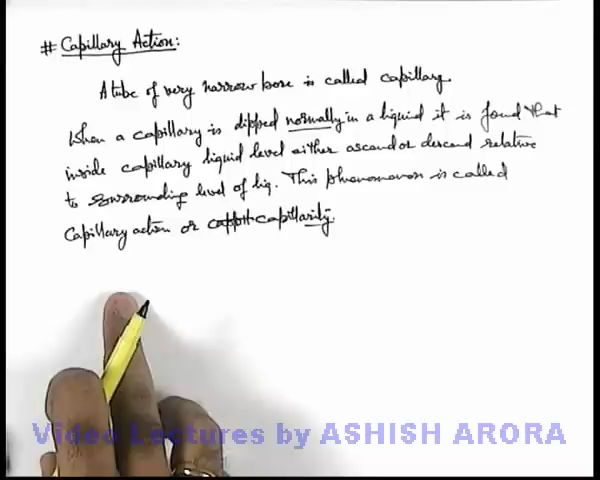 # Capillary Action:
A tube of very narrow bore is called capillary.
When a capillary is dipped normally in a liquid it is found that
inside capillary liquid level either ascend or descend relative
to surrounding level of liq. This phenomenon is called
Capillary action or capillarity.
Video Lectures by ASHISH ARORA